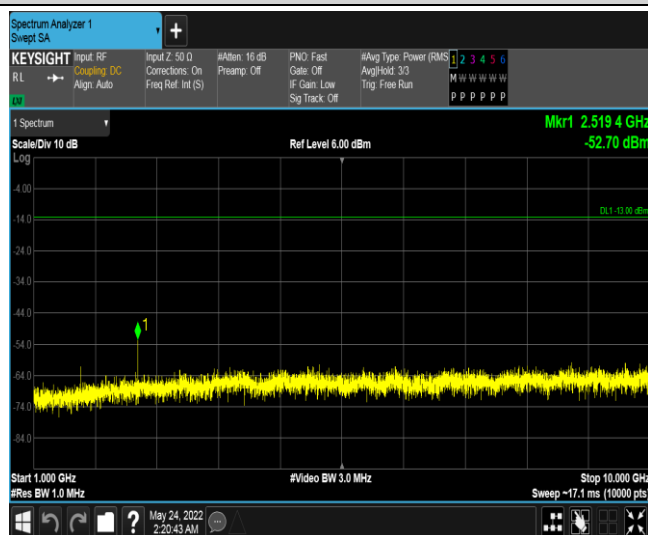 Spectrum Analyzer 1
Swept SA
+
KEYSIGHT
RL
Input: RF
Coupling: DC
Align: Auto
Input Z: 50 Ω
Corrections: On
Freq Ref: Int (S)
#Atten: 16 dB
Preamp: Off
PNO: Fast
Gate: Off
IF Gain: Low
Sig Track: Off
#Avg Type: Power (RMS
Avg|Hold: 3/3
Trig: Free Run
1 2 3 4 5 6
M W W W W W
P P P P P P
1 Spectrum
Mkr1 2.519 4 GHz
Scale/Div 10 dB
Ref Level 6.00 dBm
-52.70 dBm
Log
-4.00
DL1 -13.00 dBm
-14.0
-24.0
-34.0
-44.0
1
-54.0
-64.0
-74.0
-84.0
Start 1.000 GHz
#Video BW 3.0 MHz
Stop 10.000 GHz
#Res BW 1.0 MHz
Sweep ~17.1 ms (10000 pts)
?
May 24, 2022
2:20:43 AM